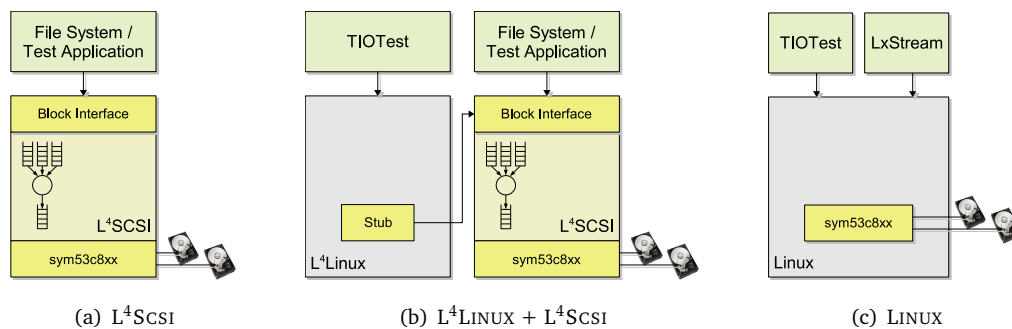 File System /
Test Application
Block Interface
L⁴SCSI
sym53c8xx
(a) L⁴SCSI
TIOTest
File System /
Test Application
Block Interface
Stub
L⁴SCSI
L⁴Linux
sym53c8xx
(b) L⁴LINUX + L⁴SCSI
TIOTest
LxStream
sym53c8xx
Linux
(c) LINUX